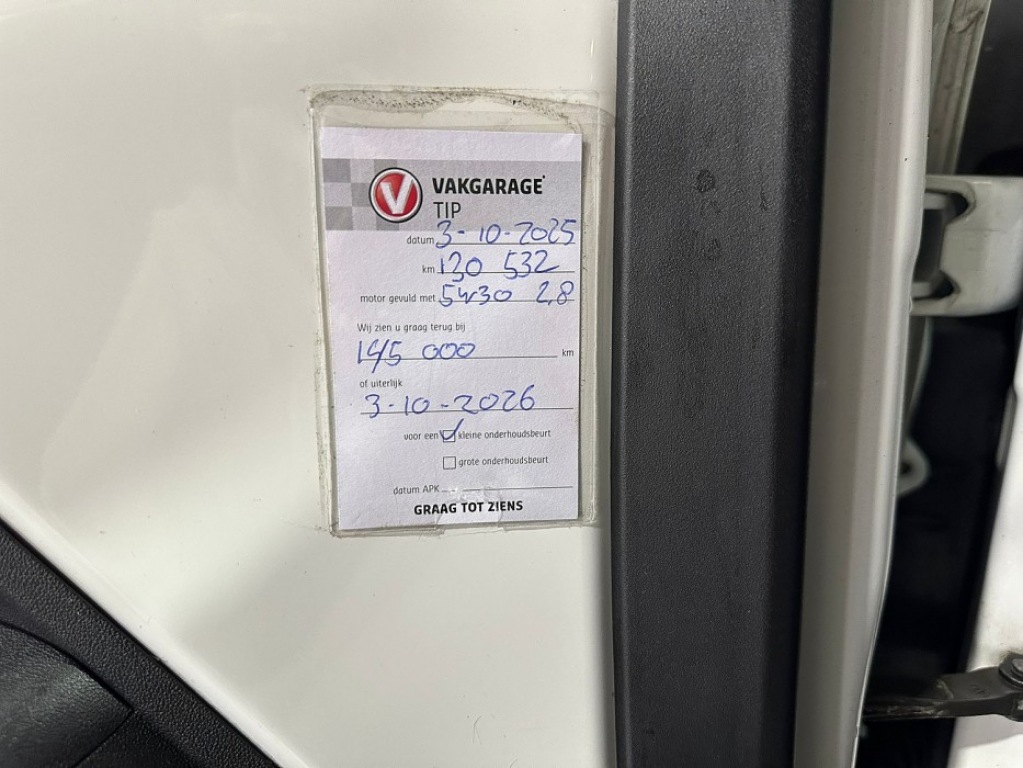 V VAKGARAGE
TIP
datum 3-10-2025
km 130 532
motor gevuld met 5w30 2,8
Wij zien u graag terug bij
145 000 km
of uiterlijk
3-10-2026
voor een kleine onderhoudsbeurt
grote onderhoudsbeurt
datum APK
GRAAG TOT ZIENS